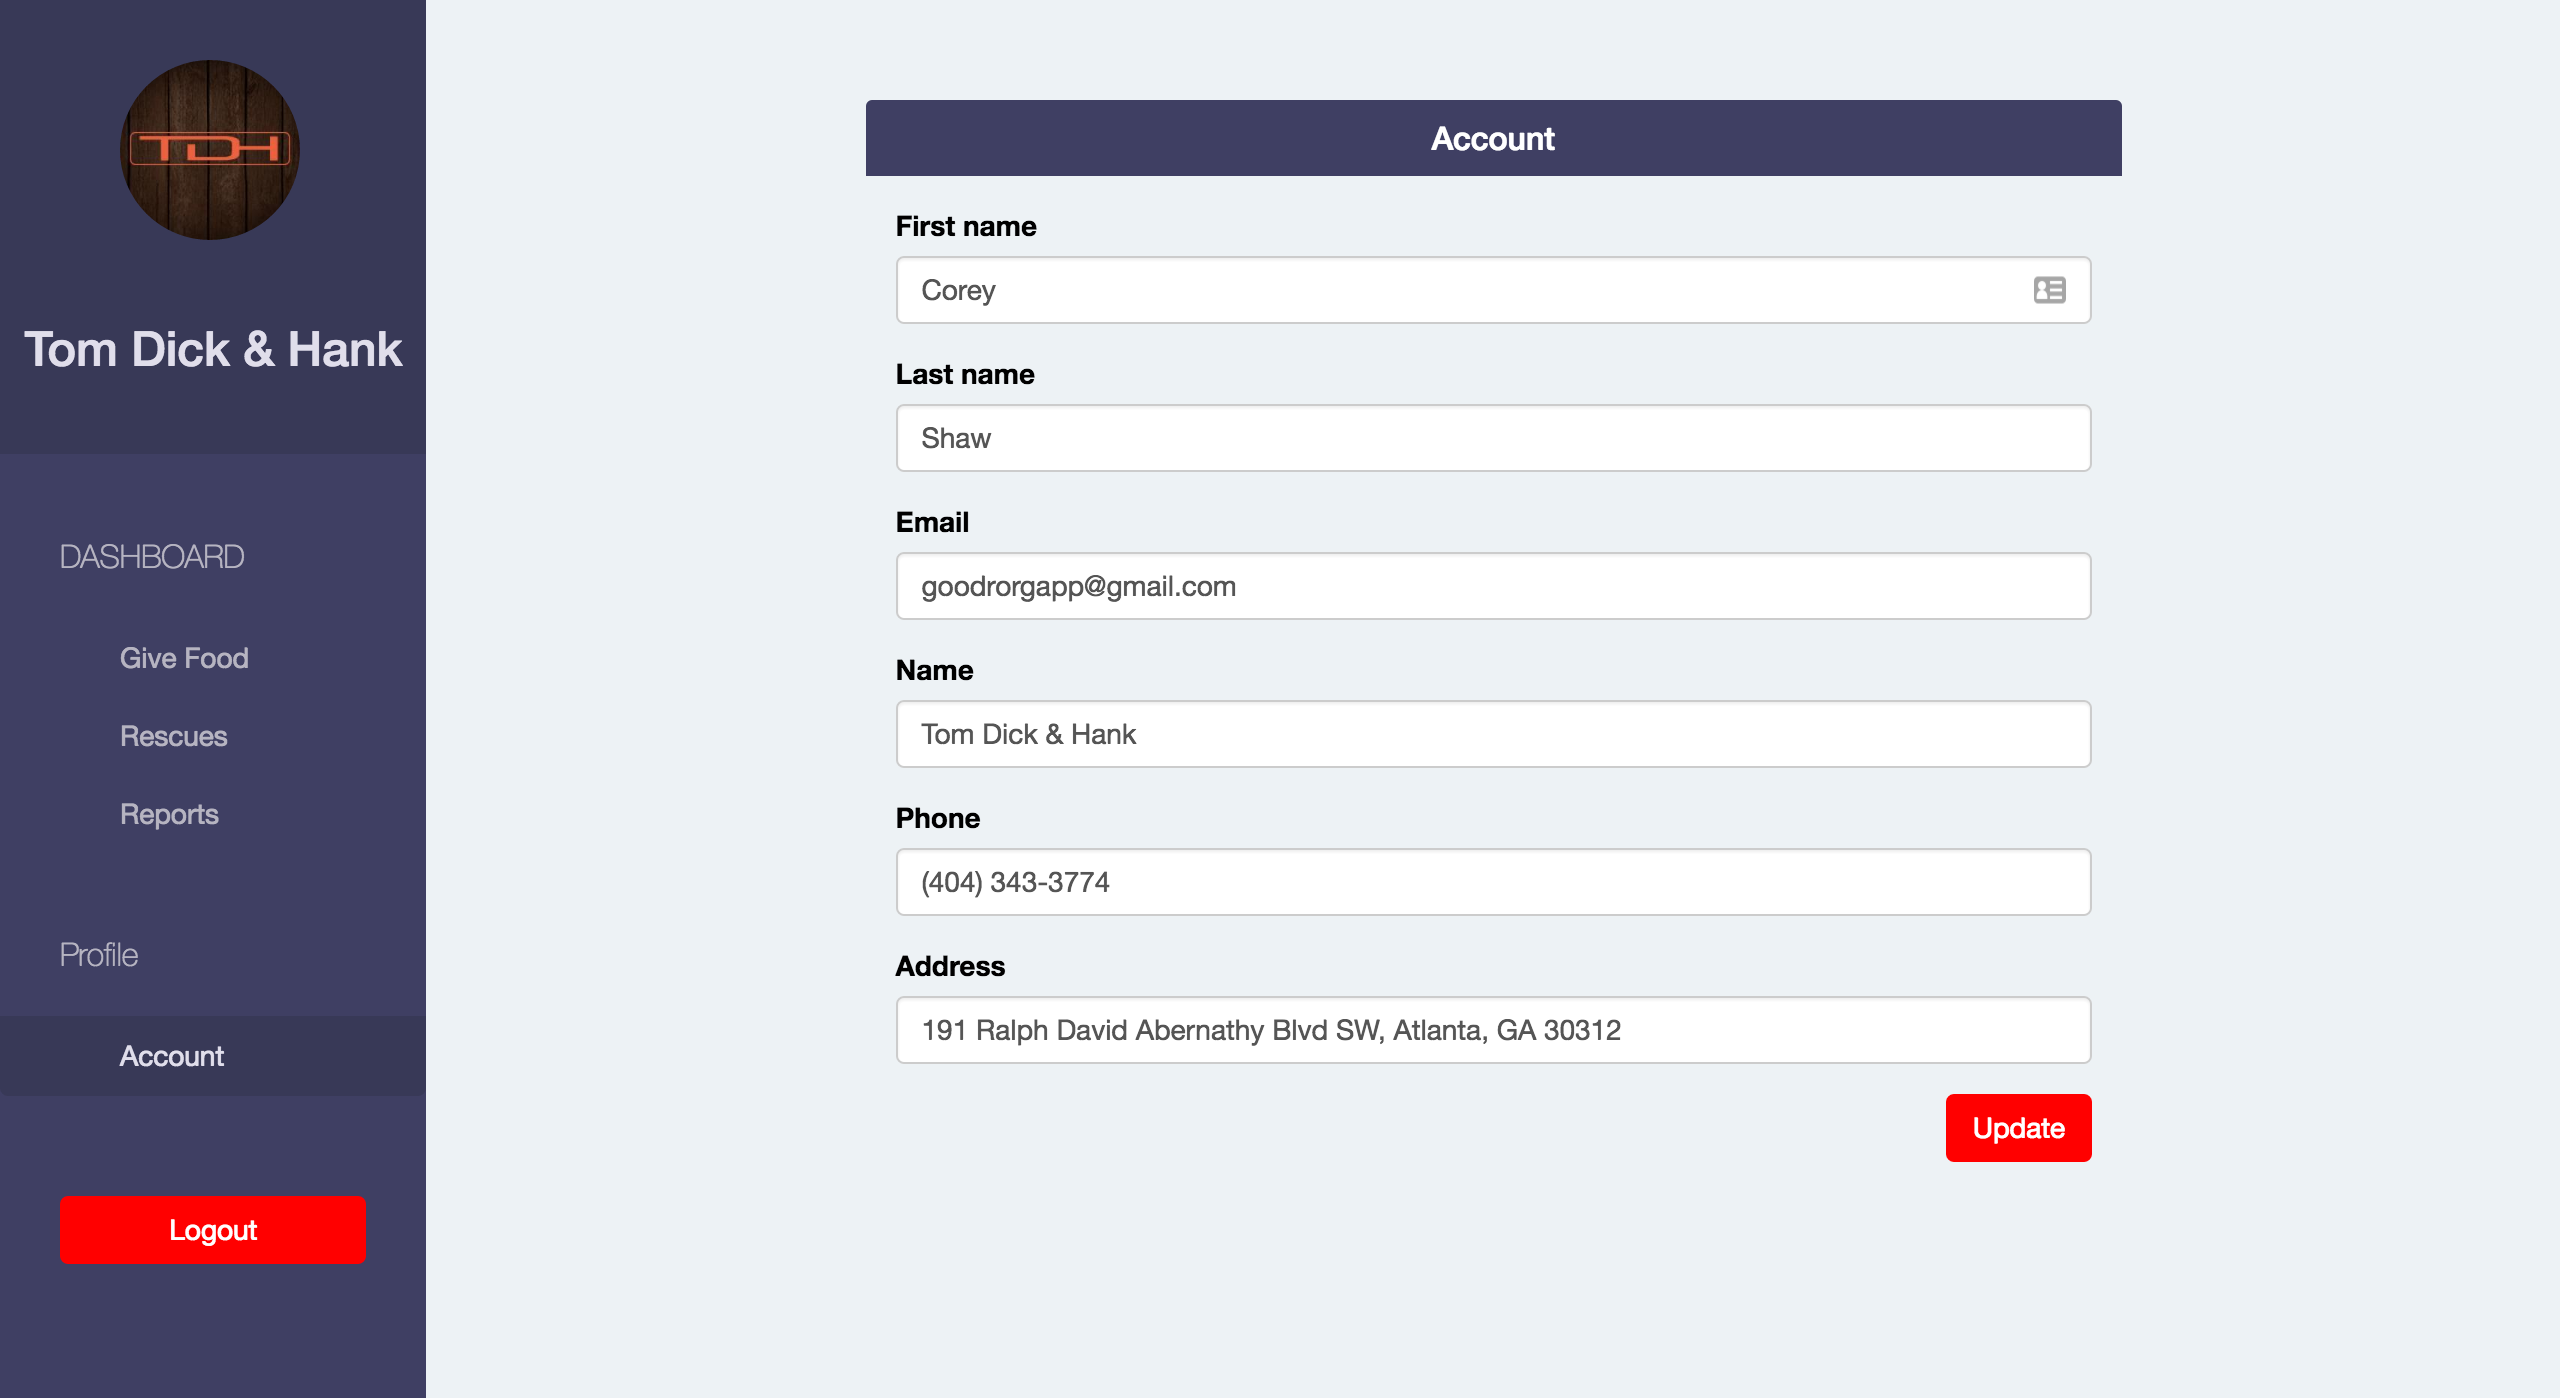 TDH
Tom Dick & Hank
DASHBOARD
Give Food
Rescues
Reports
Profile
Account
Logout
Account
First name
Corey
Last name
Shaw
Email
goodrorgapp@gmail.com
Name
Tom Dick & Hank
Phone
(404) 343-3774
Address
191 Ralph David Abernathy Blvd SW, Atlanta, GA 30312
Update